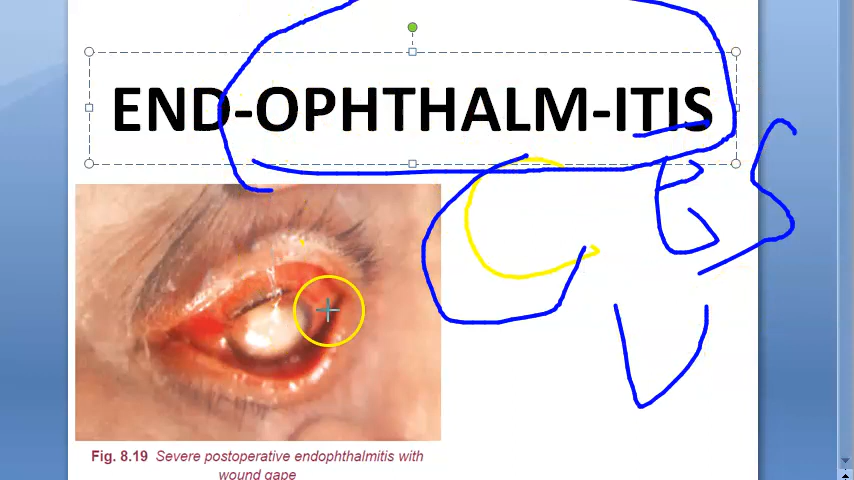 END-OPHTHALM-ITIS
E S
V
Fig. 8.19 Severe postoperative endophthalmitis with
wound gape